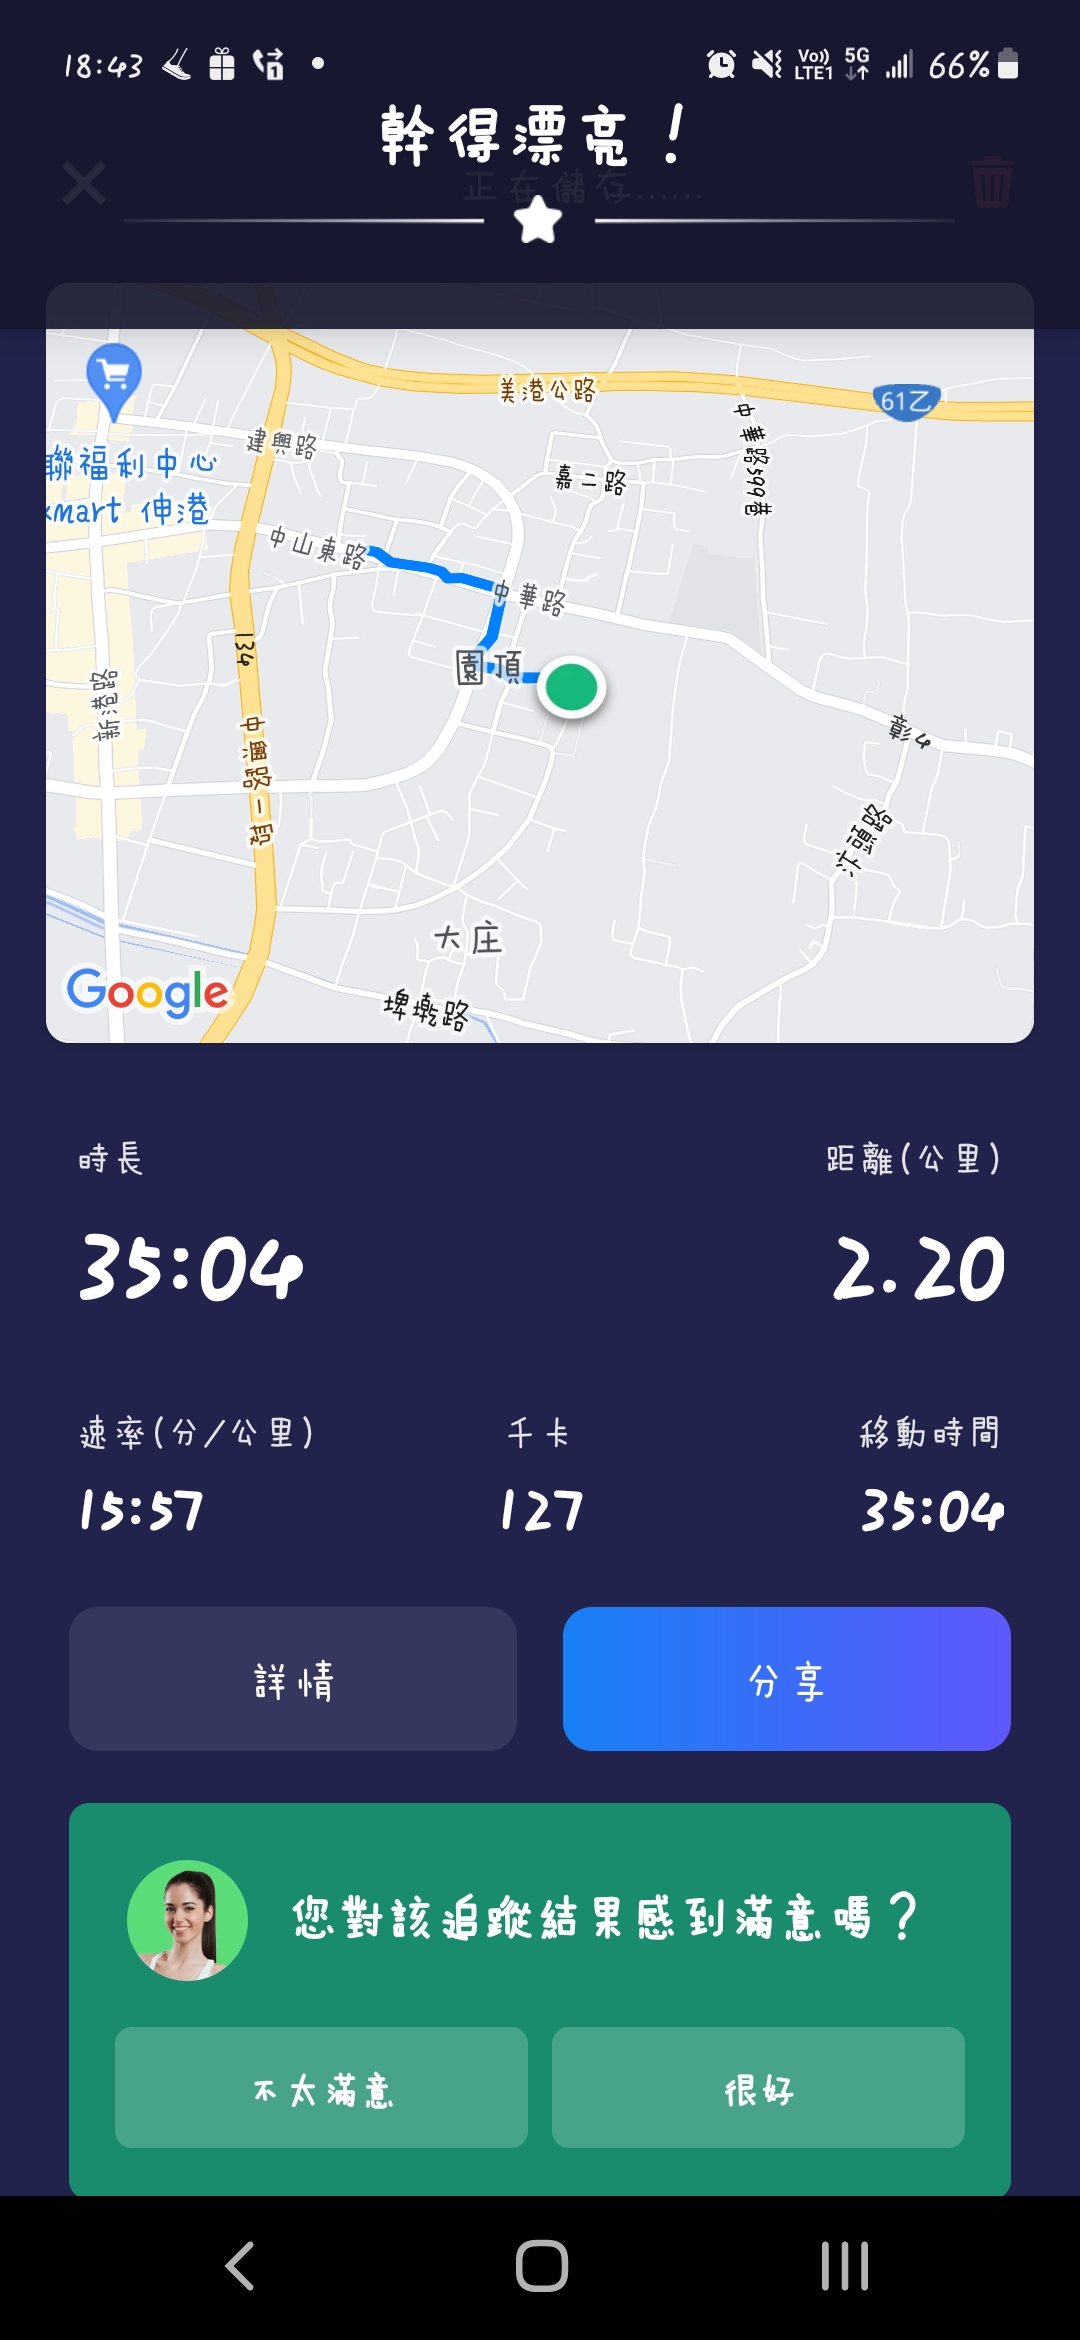 18:43 1 Vo)) LTE1 5G 66%
幹得漂亮！
正在儲存......
美港公路
61乙
中華路599巷
建興路
嘉二路
聯福利中心
xmart 伸港
中山東路
中華路
134
園頂
新港路
中興路一段
彰4
汴頭路
大庄
Google
埤墘路
時長
距離(公里)
35:04
2.20
速率(分/公里)
千卡
移動時間
15:57
127
35:04
詳情
分享
您對該追蹤結果感到滿意嗎？
不太滿意
很好